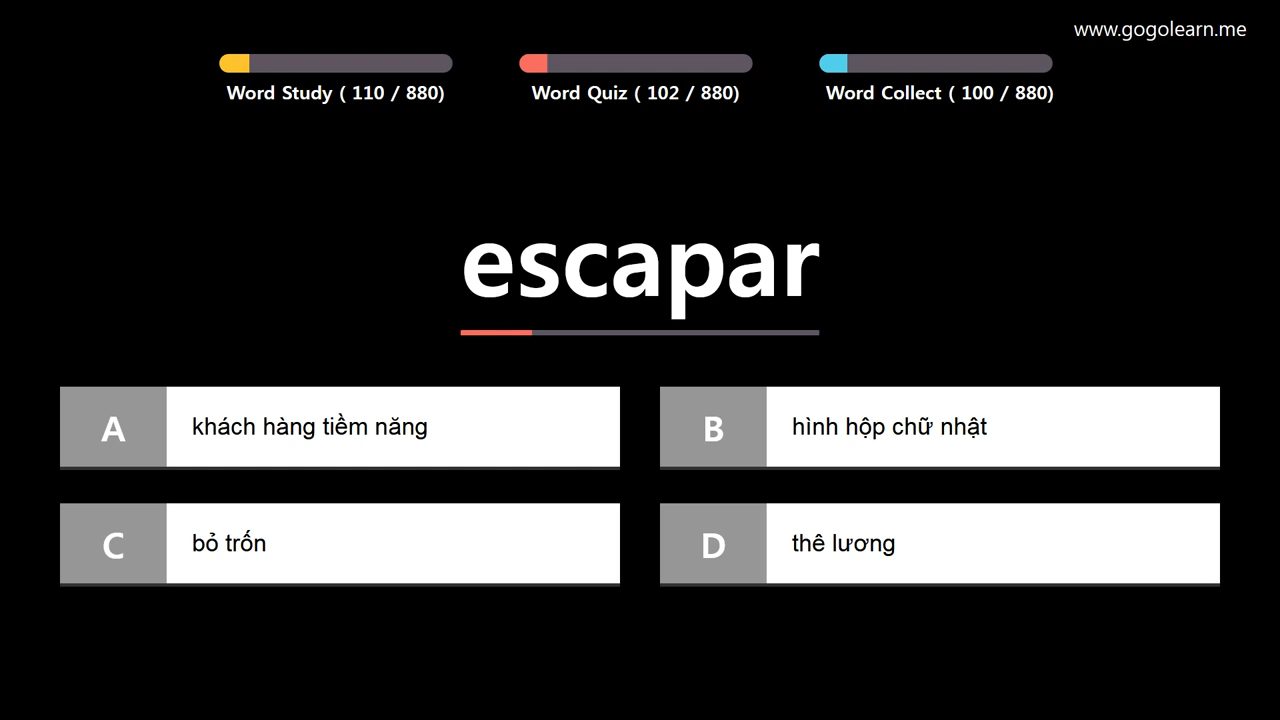 www.gogolearn.me
Word Study ( 110 / 880)
Word Quiz ( 102 / 880)
Word Collect ( 100 / 880)
escapar
A khách hàng tiềm năng
B hình hộp chữ nhật
C bỏ trốn
D thê lương